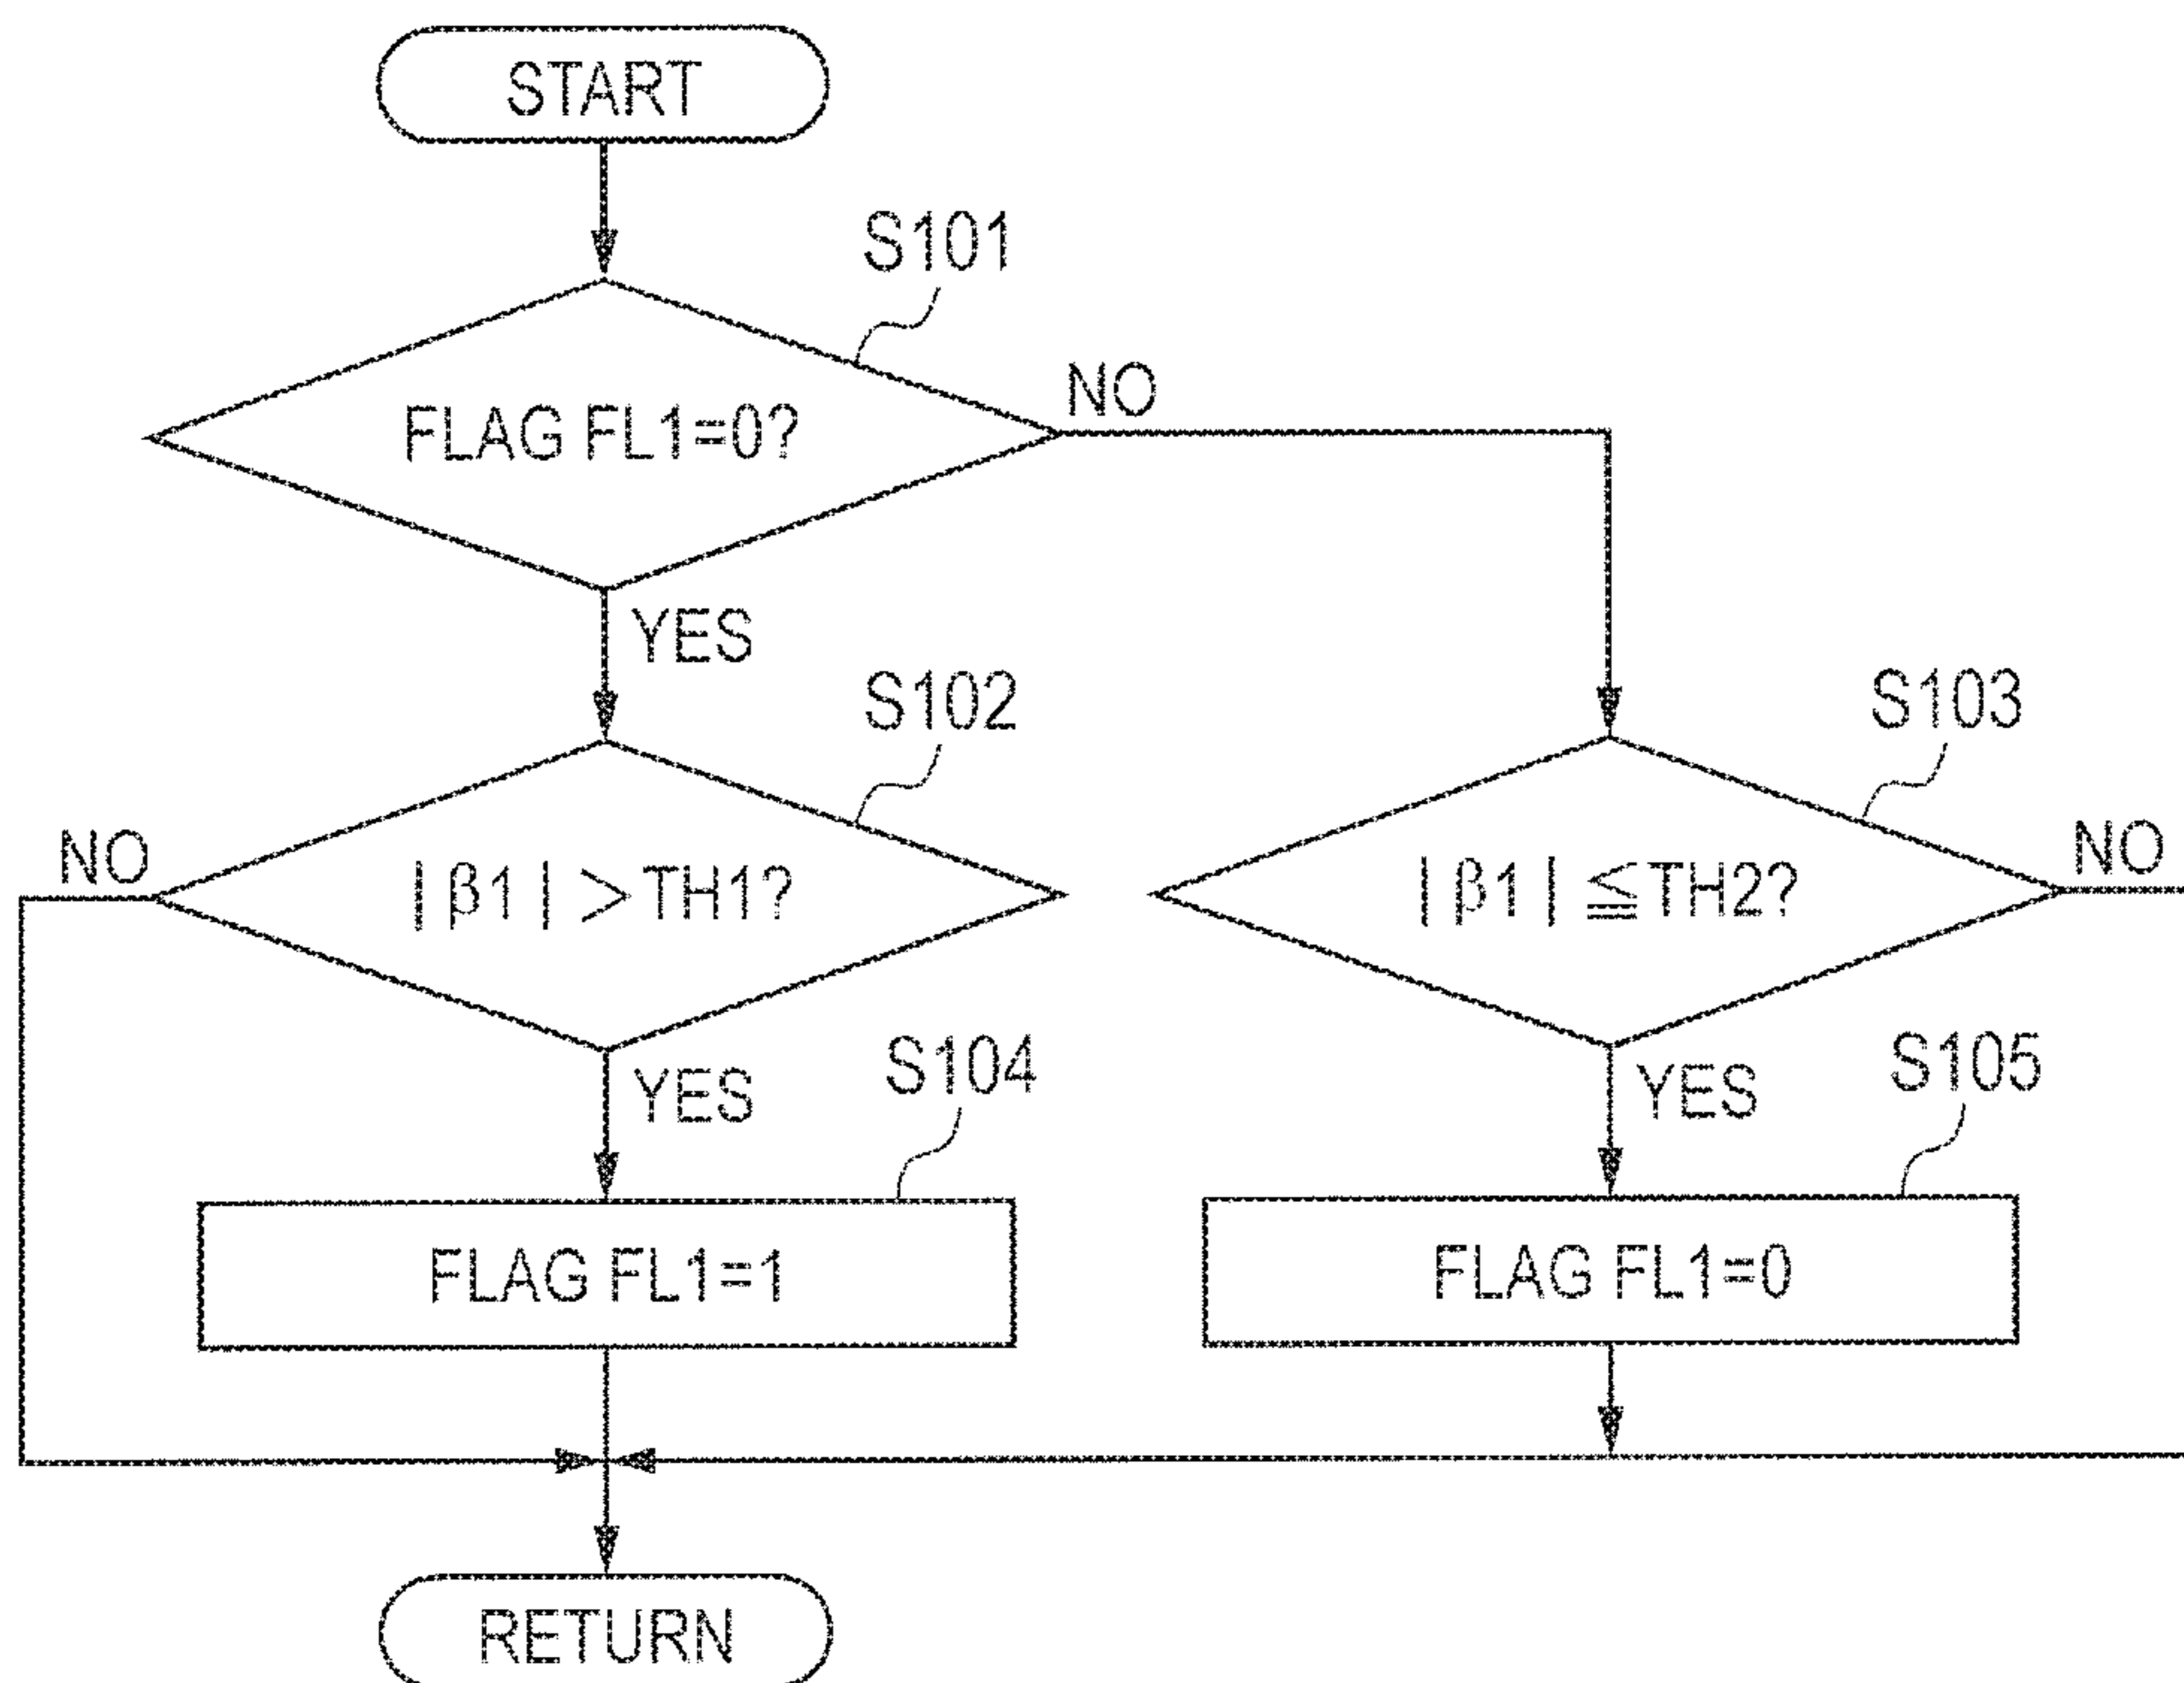 START
S101
FLAG FL1=0?
NO
YES
S102
S103
NO
|β1|>TH1?
|β1|≦TH2?
NO
YES
S104
YES
S105
FLAG FL1=1
FLAG FL1=0
RETURN